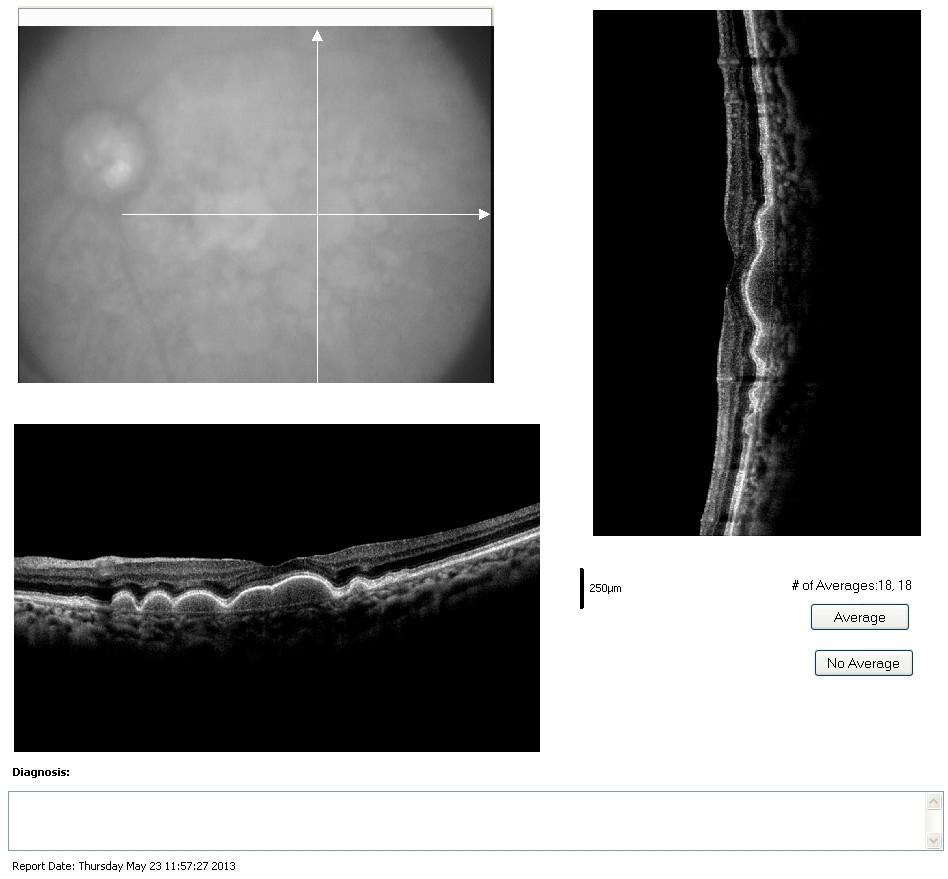 250µm
# of Averages:18, 18
Average
No Average
Diagnosis:
Report Date: Thursday May 23 11:57:27 2013